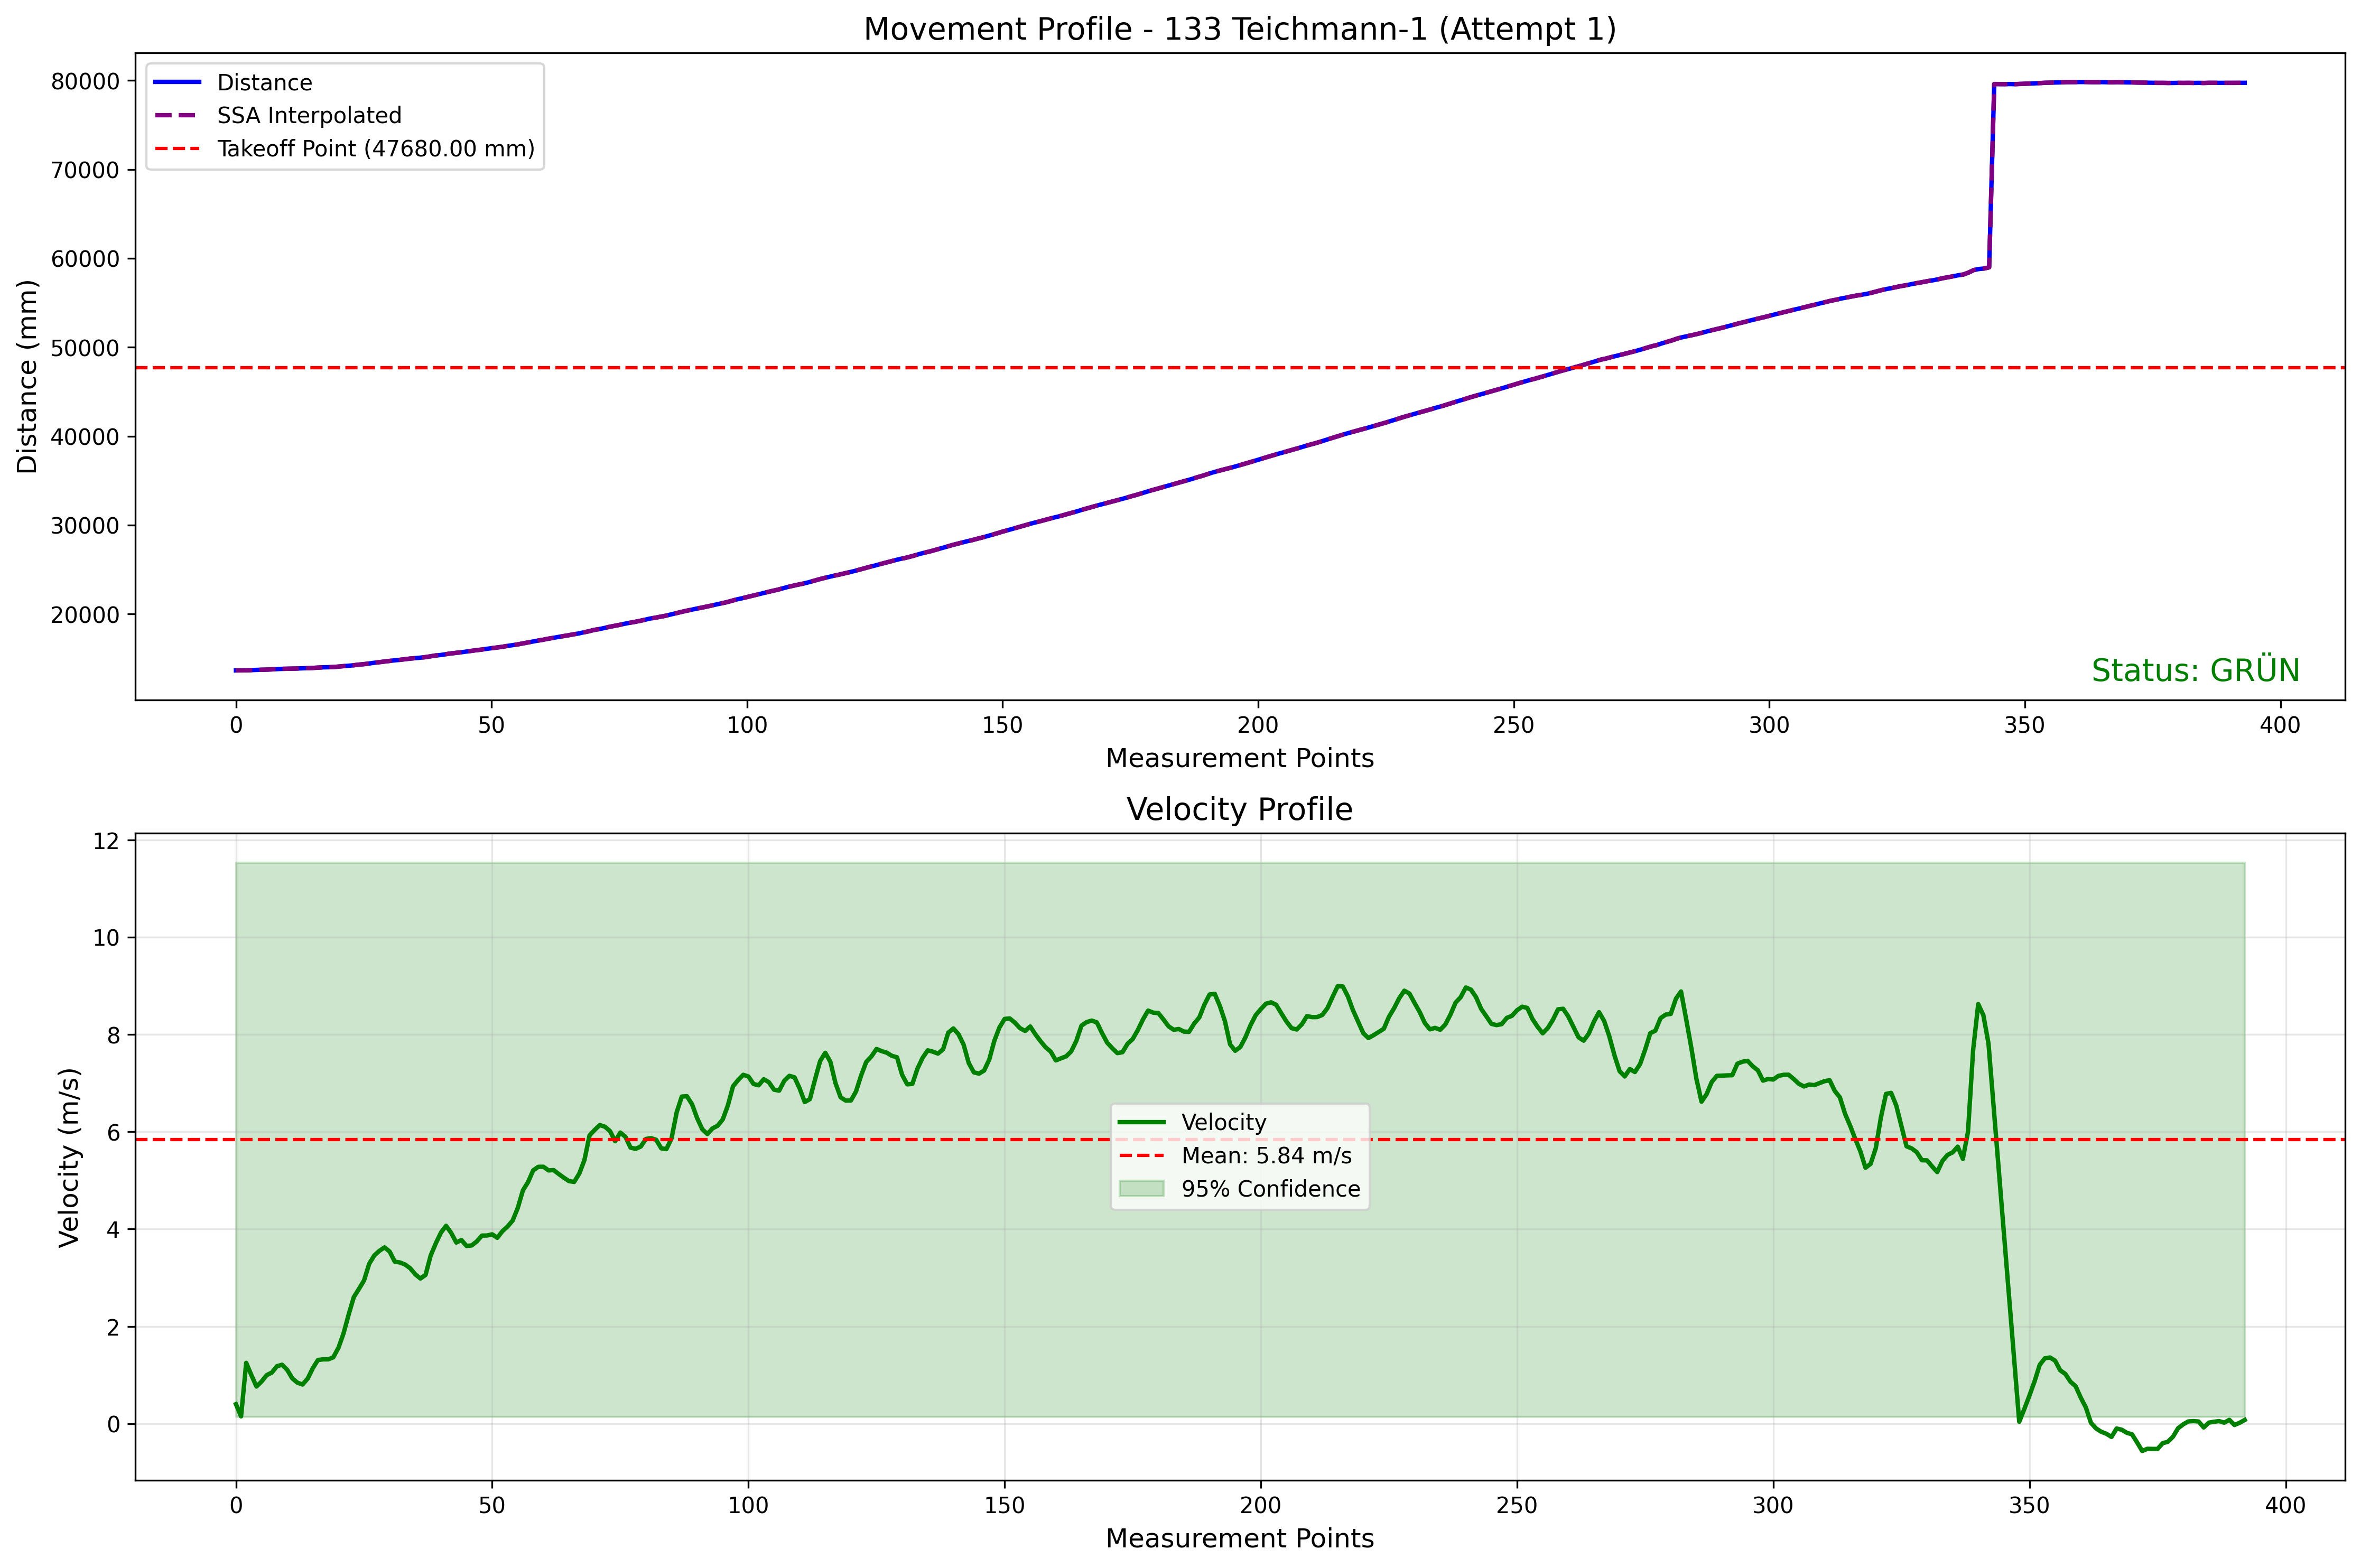 Movement Profile - 133 Teichmann-1 (Attempt 1)
Distance (mm)
80000
70000
60000
50000
40000
30000
20000
Distance
SSA Interpolated
Takeoff Point (47680.00 mm)
Status: GRÜN
0 50 100 150 200 250 300 350 400
Measurement Points
Velocity Profile
Velocity (m/s)
12
10
8
6
4
2
0
Velocity
Mean: 5.84 m/s
95% Confidence
0 50 100 150 200 250 300 350 400
Measurement Points